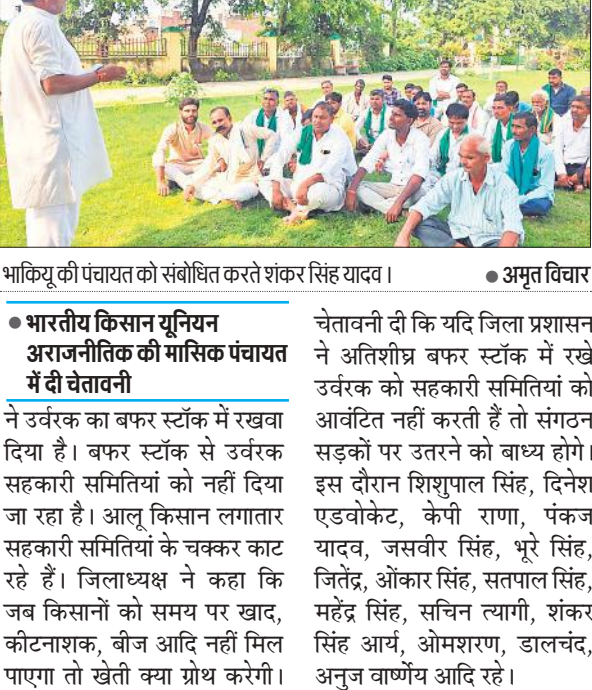 भाकियू की पंचायत को संबोधित करते शंकर सिंह यादव। ● अमृत विचार
● भारतीय किसान यूनियन
अराजनीतिक की मासिक पंचायत
में दी चेतावनी
ने उर्वरक का बफर स्टॉक में रखवा
दिया है। बफर स्टॉक से उर्वरक
सहकारी समितियां को नहीं दिया
जा रहा है। आलू किसान लगातार
सहकारी समितियां के चक्कर काट
रहे हैं। जिलाध्यक्ष ने कहा कि
जब किसानों को समय पर खाद,
कीटनाशक, बीज आदि नहीं मिल
पाएगा तो खेती क्या ग्रोथ करेगी।
चेतावनी दी कि यदि जिला प्रशासन
ने अतिशीघ्र बफर स्टॉक में रखे
उर्वरक को सहकारी समितियां को
आवंटित नहीं करती हैं तो संगठन
सड़कों पर उतरने को बाध्य होगे।
इस दौरान शिशुपाल सिंह, दिनेश
एडवोकेट, केपी राणा, पंकज
यादव, जसवीर सिंह, भूरे सिंह,
जितेंद्र, ओंकार सिंह, सतपाल सिंह,
महेंद्र सिंह, सचिन त्यागी, शंकर
सिंह आर्य, ओमशरण, डालचंद,
अनुज वार्ष्णेय आदि रहे।